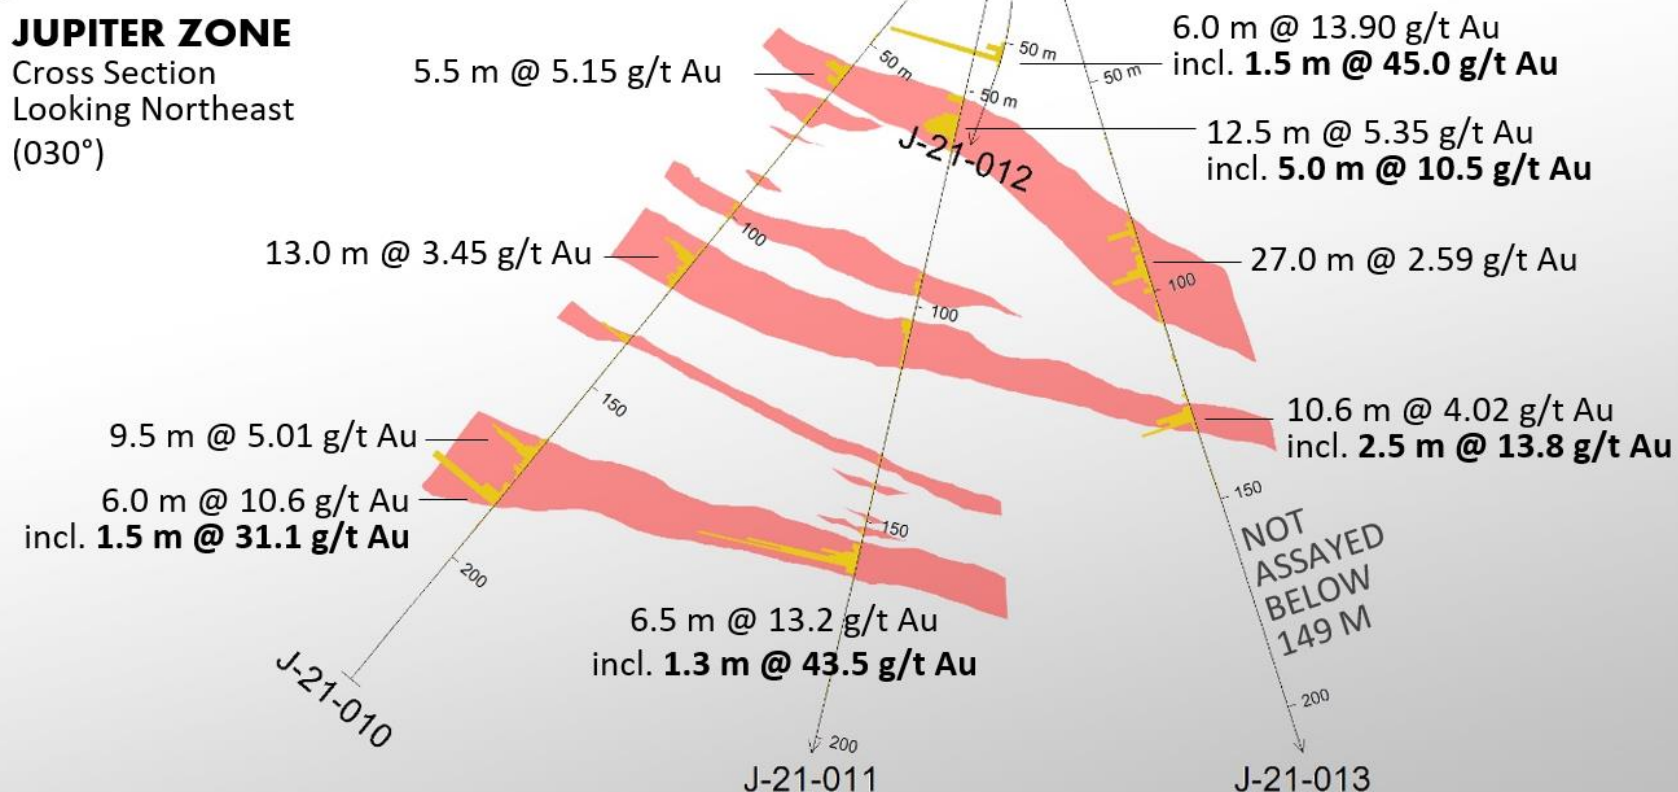 JUPITER ZONE
Cross Section
Looking Northeast
(030°)
5.5 m @ 5.15 g/t Au
50 m
50 m
50 m
50 m
6.0 m @ 13.90 g/t Au
incl. 1.5 m @ 45.0 g/t Au
12.5 m @ 5.35 g/t Au
incl. 5.0 m @ 10.5 g/t Au
J-21-012
13.0 m @ 3.45 g/t Au
100
100
100
27.0 m @ 2.59 g/t Au
10.6 m @ 4.02 g/t Au
incl. 2.5 m @ 13.8 g/t Au
9.5 m @ 5.01 g/t Au
6.0 m @ 10.6 g/t Au
incl. 1.5 m @ 31.1 g/t Au
150
150
150
NOT
ASSAYED
BELOW
149 M
6.5 m @ 13.2 g/t Au
incl. 1.3 m @ 43.5 g/t Au
200
200
200
J-21-010
J-21-011
J-21-013